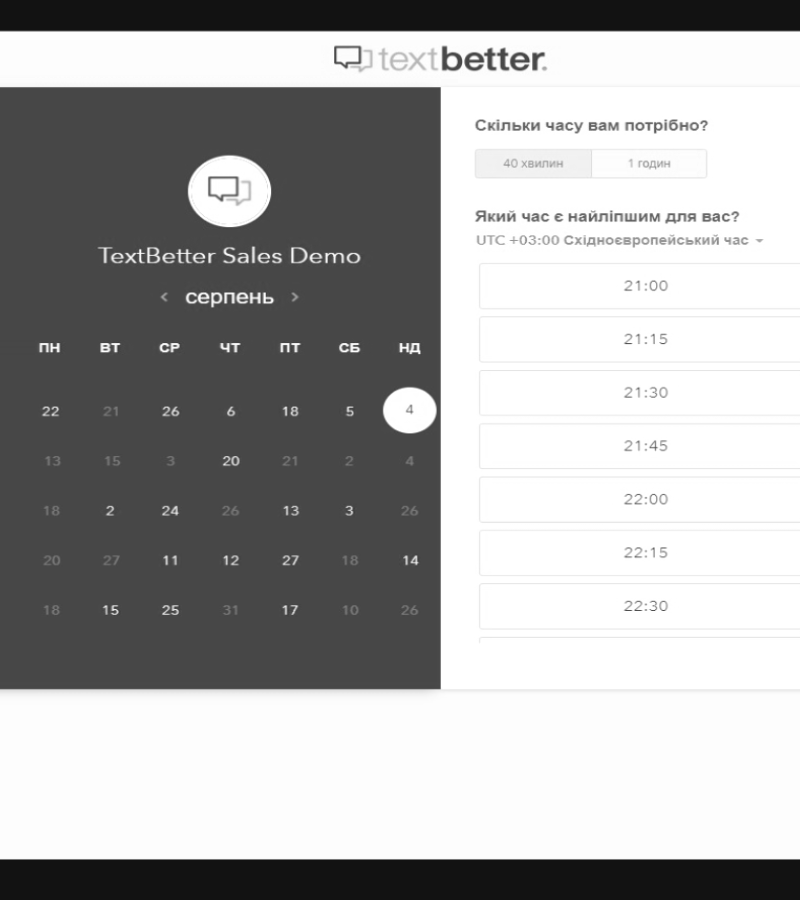 textbetter.
TextBetter Sales Demo
< серпень >
ПН ВТ СР ЧТ ПТ СБ НД
22 21 26 6 18 5 4
13 15 3 20 21 2 4
18 2 24 26 13 3 26
20 27 11 12 27 18 14
18 15 25 31 17 10 26
Скільки часу вам потрібно?
40 хвилин 1 годин
Який час є найліпшим для вас?
UTC +03:00 Східноєвропейський час
21:00
21:15
21:30
21:45
22:00
22:15
22:30